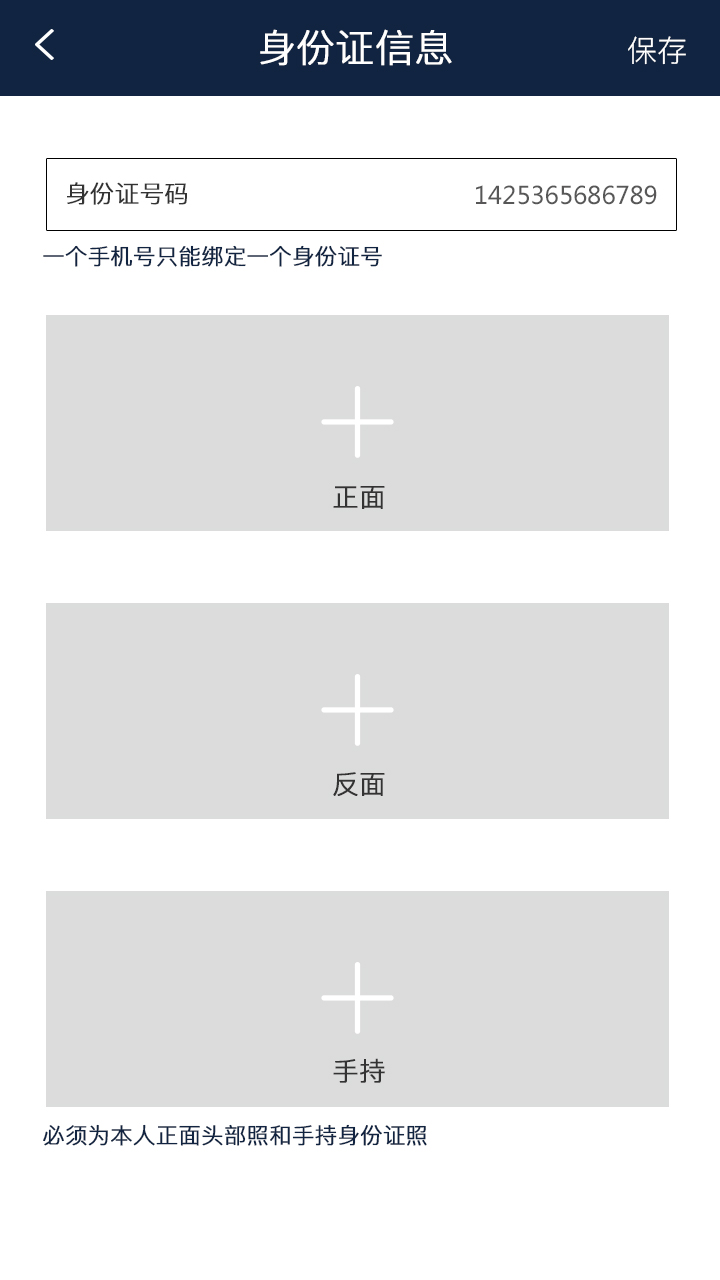 身份证信息
保存
身份证号码 1425365686789
一个手机号只能绑定一个身份证号
正面
反面
手持
必须为本人正面头部照和手持身份证照